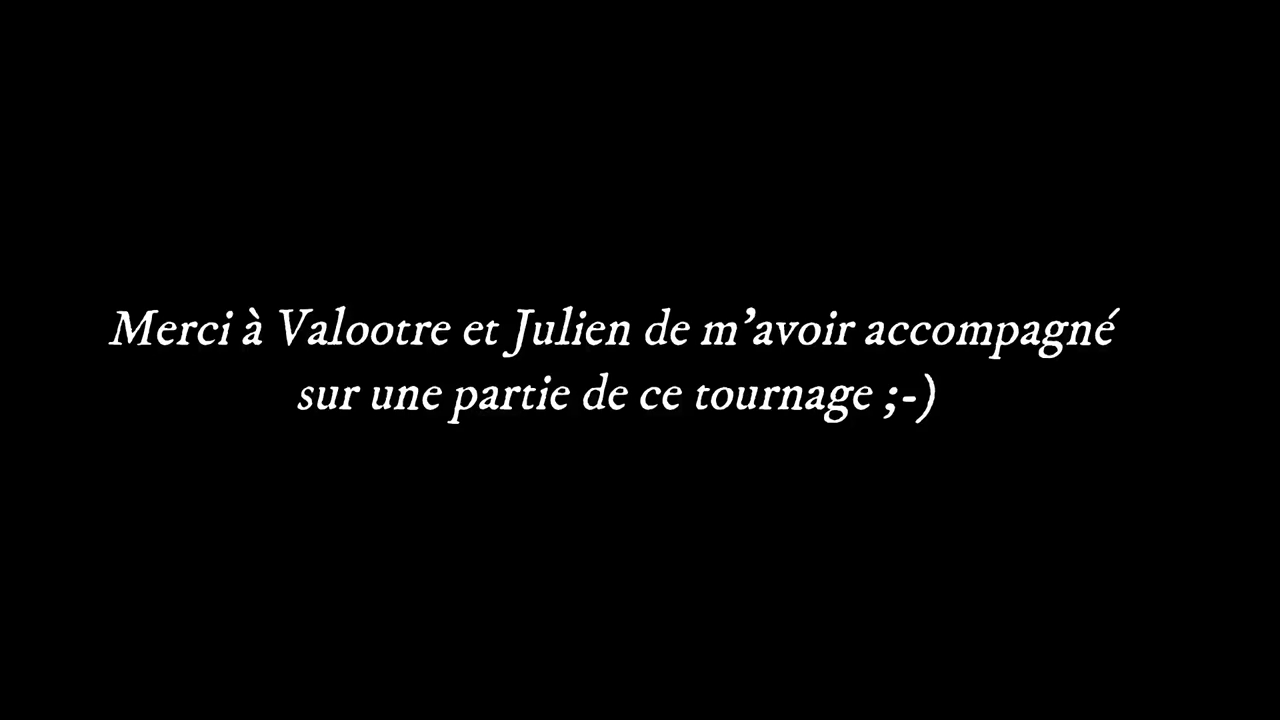 Merci à Valootre et Julien de m’avoir accompagné
sur une partie de ce tournage ;-)